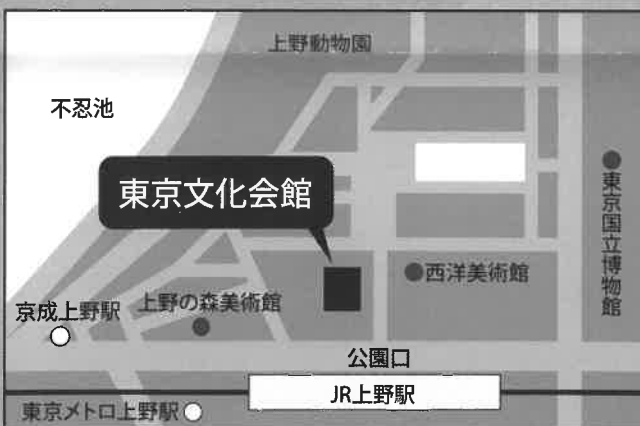 上野動物園
不忍池
東京文化会館
東京国立博物館
西洋美術館
上野の森美術館
京成上野駅
公園口
JR上野駅
東京メトロ上野駅